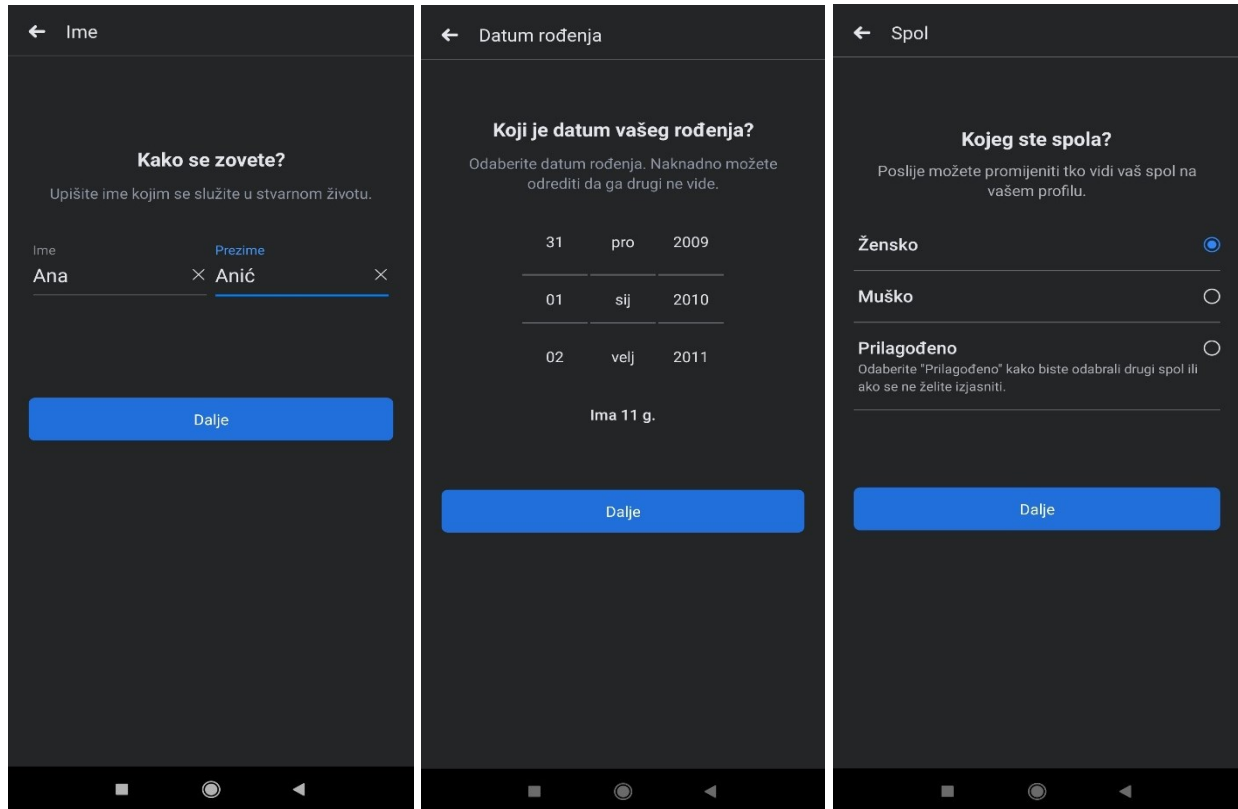 Ime
Kako se zovete?
Upišite ime kojim se služite u stvarnom životu.
Ime Prezime
Ana Anić
Dalje
Datum rođenja
Koji je datum vašeg rođenja?
Odaberite datum rođenja. Naknadno možete
odrediti da ga drugi ne vide.
31 pro 2009
01 sij 2010
02 velj 2011
Ima 11 g.
Dalje
Spol
Kojeg ste spola?
Poslije možete promijeniti tko vidi vaš spol na
vašem profilu.
Žensko
Muško
Prilagođeno
Odaberite "Prilagođeno" kako biste odabrali drugi spol ili
ako se ne želite izjasniti.
Dalje